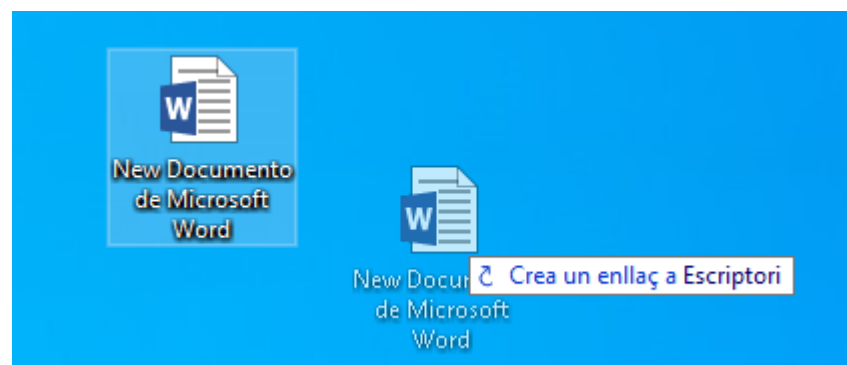 New Documento
de Microsoft
Word
New Docu
Crea un enllaç a Escriptori
de Microsoft
Word